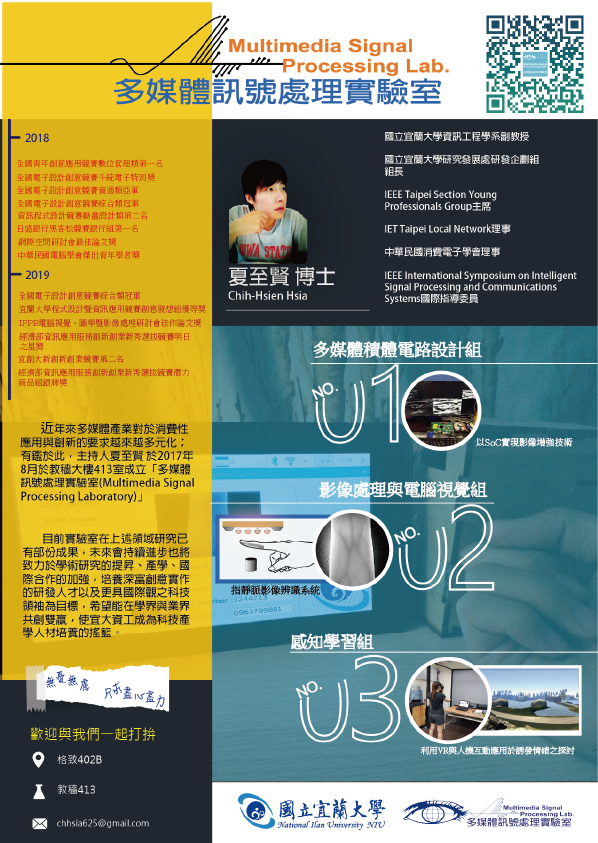 Multimedia Signal
Processing Lab.
多媒體訊號處理實驗室
2018
全國青年創意應用競賽數位管理類第一名
全國電子設計創意競賽干統電子特別獎
全國電子設計創意競賽資通類亞軍
全國電子設計創意競賽綜合類冠軍
資訊程式設計競賽動畫設計類第二名
日盛銀行黑客松競賽銀行組第一名
網際空間研討會最佳論文獎
中華民國電腦學會傑出青年學者獎
2019
全國電子設計創意競賽綜合類冠軍
宜蘭大學程式設計暨資訊應用競賽創意發想組優等獎
IPPR電腦視覺、圖學暨影像處理研討會佳作論文獎
經濟部資訊應用服務創新創業新秀選拔競賽明日
之星獎
宜創大新創新創業競賽第二名
經濟部資訊應用服務創新創業新秀選拔競賽潛力
商品組銀牌獎
近年來多媒體產業對於消費性
應用與創新的要求越來越多元化；
有鑑於此，主持人夏至賢 於2017年
8月於教穡大樓413室成立「多媒體
訊號處理實驗室(Multimedia Signal
Processing Laboratory)」
目前實驗室在上述領域研究已
有部份成果，未來會持續進步也將
致力於學術研究的提昇、產學、國
際合作的加強，培養深富創意實作
的研發人才以及更具國際觀之科技
領袖為目標，希望能在學界與業界
共創雙贏，使宜大資工成為科技產
學人材培養的搖籃。
無憂無慮
只求盡心盡力
歡迎與我們一起打拚
格致402B
教穡413
chhsia625@gmail.com
夏至賢 博士
Chih-Hsien Hsia
國立宜蘭大學資訊工程學系副教授
國立宜蘭大學研究發展處研發企劃組
組長
IEEE Taipei Section Young
Professionals Group主席
IET Taipei Local Network理事
中華民國消費電子學會理事
IEEE International Symposium on Intelligent
Signal Processing and Communications
Systems國際指導委員
多媒體積體電路設計組
NO.
01
以SoC實現影像增強技術
影像處理與電腦視覺組
NO.
02
指靜脈影像辨識系統
1244713
0963799881
感知學習組
NO.
03
利用VR與人機互動應用於誘發情緒之探討
國立宜蘭大學
National Ilan University NIU
Multimedia Signal
Processing Lab.
多媒體訊號處理實驗室